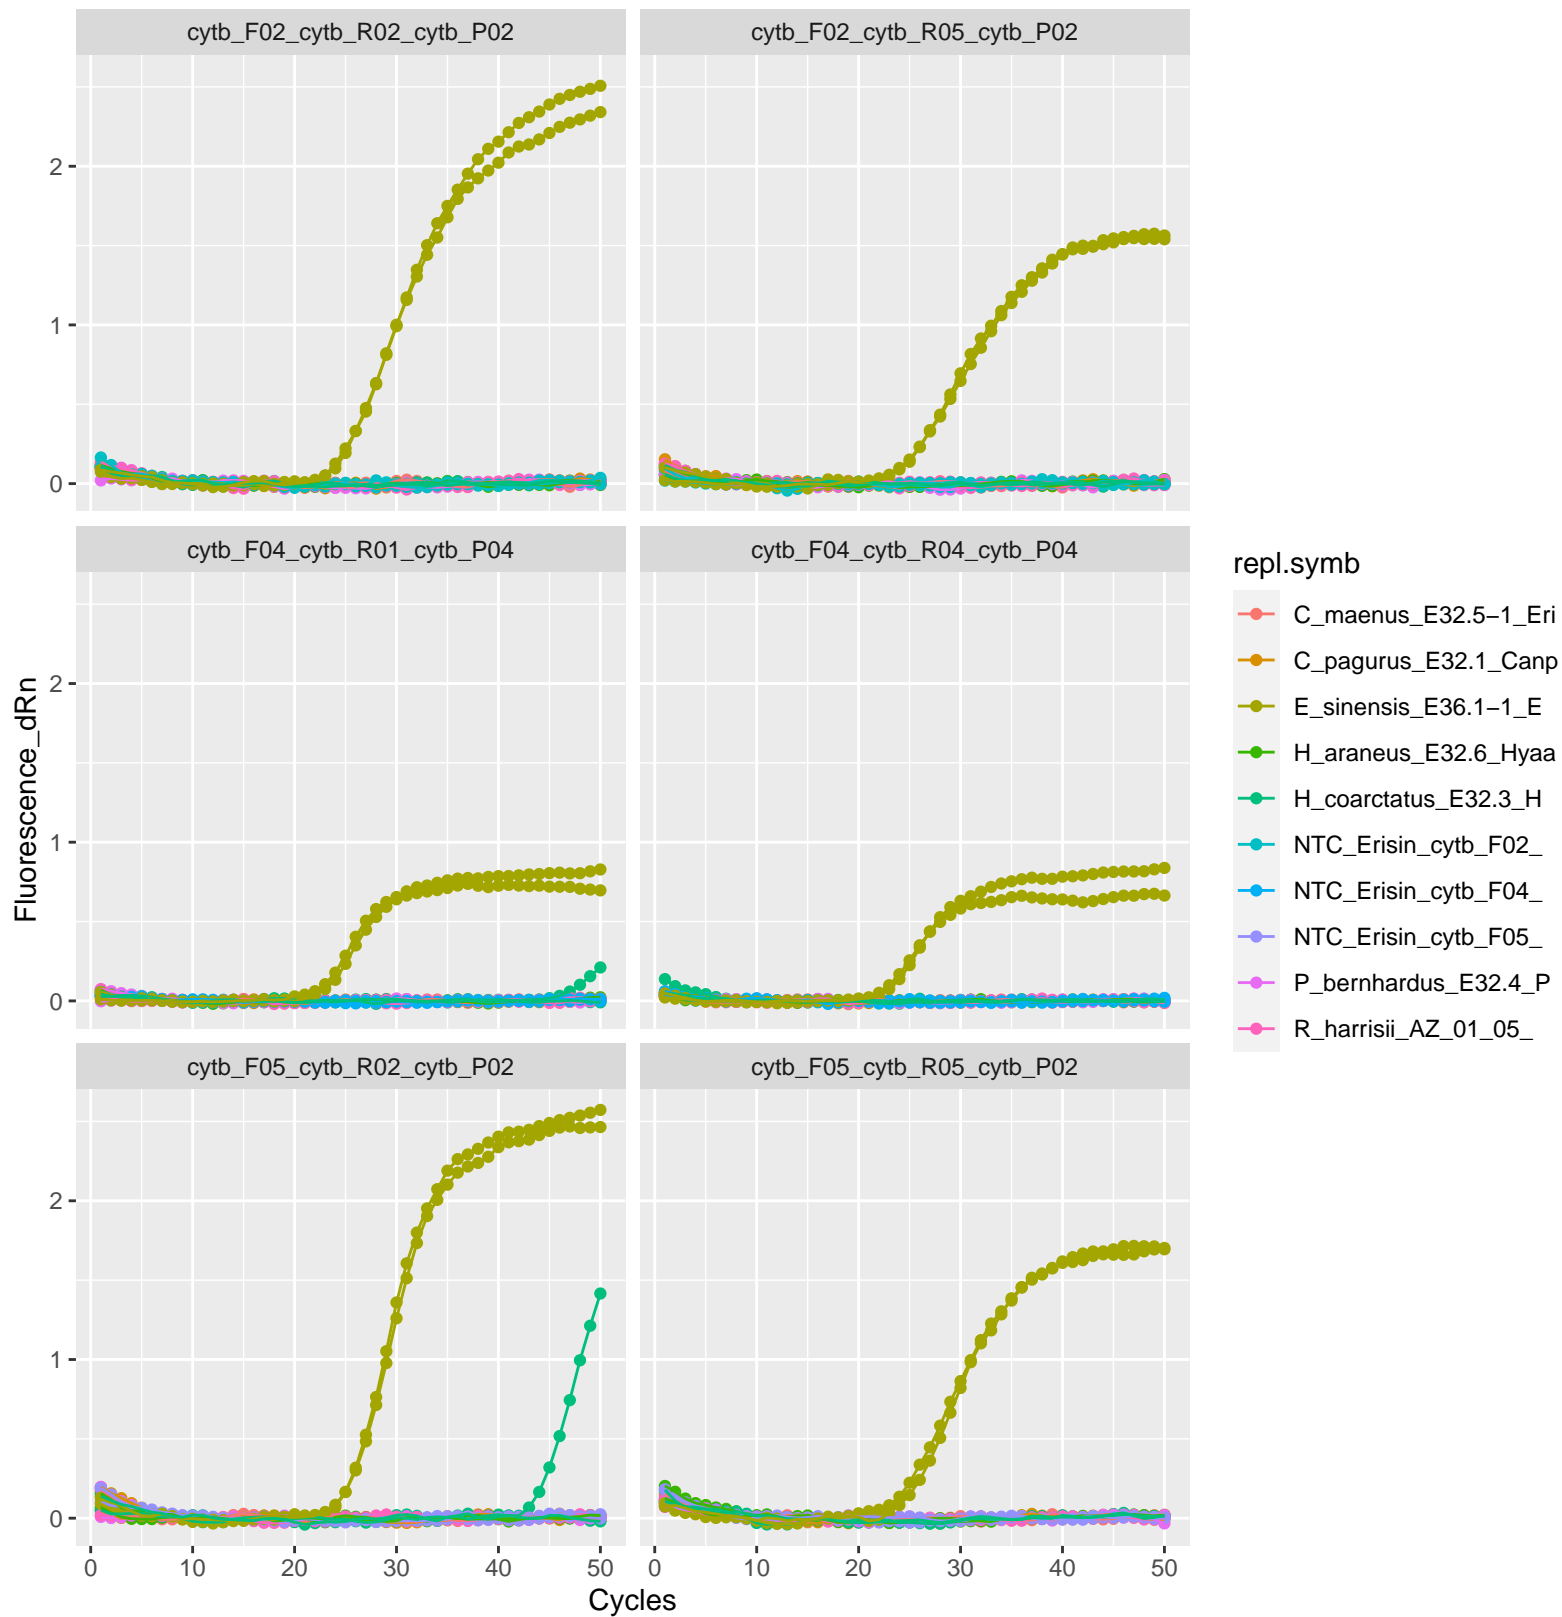 cytb_F02_cytb_R02_cytb_P02
cytb_F02_cytb_R05_cytb_P02
2
1
0
cytb_F04_cytb_R01_cytb_P04
cytb_F04_cytb_R04_cytb_P04
2
1
0
cytb_F05_cytb_R02_cytb_P02
cytb_F05_cytb_R05_cytb_P02
2
1
0
0 10 20 30 40 50
0 10 20 30 40 50
Cycles
Fluorescence_dRn
repl.symb
C_maenus_E32.5−1_Eri
C_pagurus_E32.1_Canp
E_sinensis_E36.1−1_E
H_araneus_E32.6_Hyaa
H_coarctatus_E32.3_H
NTC_Erisin_cytb_F02_
NTC_Erisin_cytb_F04_
NTC_Erisin_cytb_F05_
P_bernhardus_E32.4_P
R_harrisii_AZ_01_05_